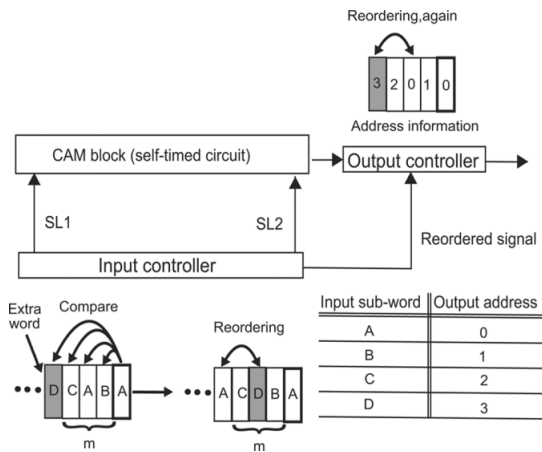 Reordering,again
3 2 0 1 0
Address information
CAM block (self-timed circuit)
Output controller
SL1
SL2
Reordered signal
Input controller
Extra
word
Compare
D C A B A
m
Reordering
A C D B A
m
Input sub-word Output address
A 0
B 1
C 2
D 3